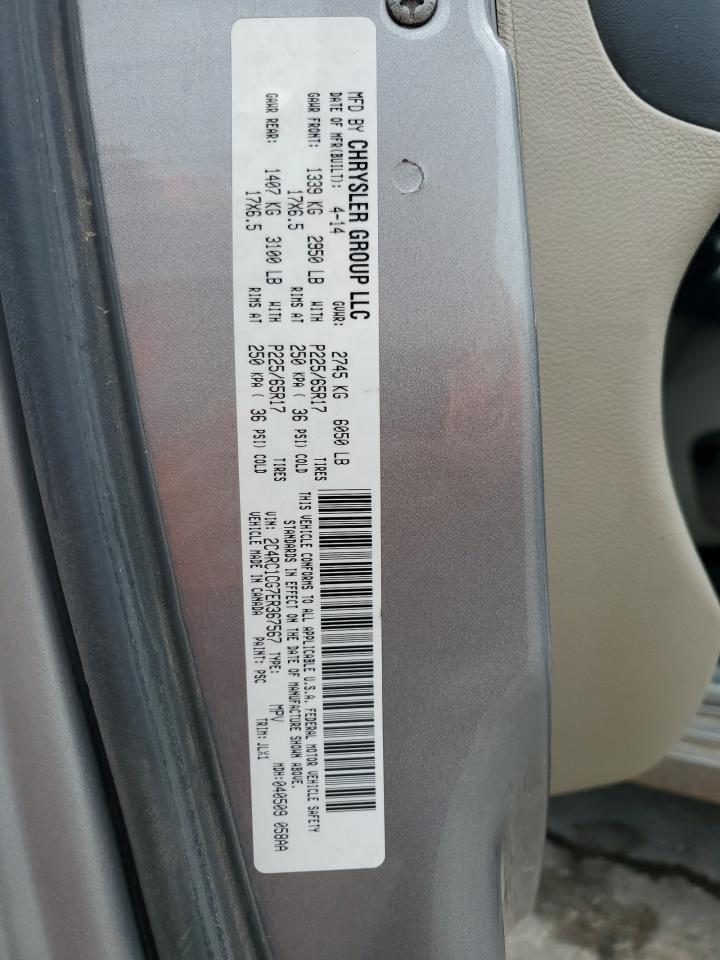 MFD BY CHRYSLER GROUP LLC
DATE OF MFR(BUILT): 4-14 GVWR: 2745 KG 6050 LB
GAWR FRONT: 1339 KG 2950 LB WITH P225/65R17 TIRES
17X6.5 RIMS AT 250 KPA ( 36 PSI) COLD
GAWR REAR: 1407 KG 3100 LB WITH P225/65R17 TIRES
17X6.5 RIMS AT 250 KPA ( 36 PSI) COLD
THIS VEHICLE CONFORMS TO ALL APPLICABLE U.S.A. FEDERAL MOTOR VEHICLE SAFETY
STANDARDS IN EFFECT ON THE DATE OF MANUFACTURE SHOWN ABOVE.
VIN: 2C4RC1CG7ER367567 TYPE: MPV MDH:040509 058AA
VEHICLE MADE IN CANADA PAINT: PSC TRIM:JLX1